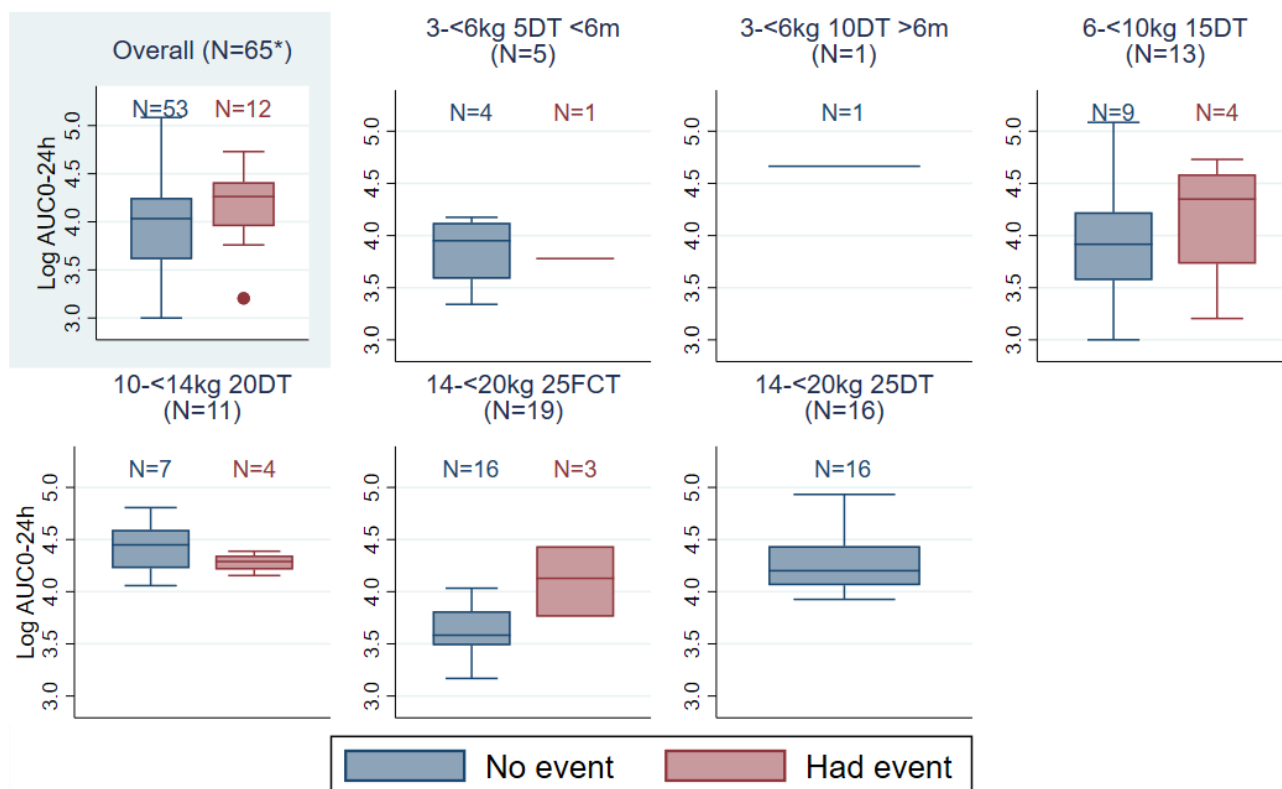 Overall (N=65*)
N=53 N=12
Log AUC0-24h
5.0
4.5
4.0
3.5
3.0
3-<6kg 5DT <6m
(N=5)
N=4 N=1
5.0
4.5
4.0
3.5
3.0
3-<6kg 10DT >6m
(N=1)
N=1
5.0
4.5
4.0
3.5
3.0
6-<10kg 15DT
(N=13)
N=9 N=4
5.0
4.5
4.0
3.5
3.0
10-<14kg 20DT
(N=11)
N=7 N=4
Log AUC0-24h
5.0
4.5
4.0
3.5
3.0
14-<20kg 25FCT
(N=19)
N=16 N=3
5.0
4.5
4.0
3.5
3.0
14-<20kg 25DT
(N=16)
N=16
5.0
4.5
4.0
3.5
3.0
No event Had event